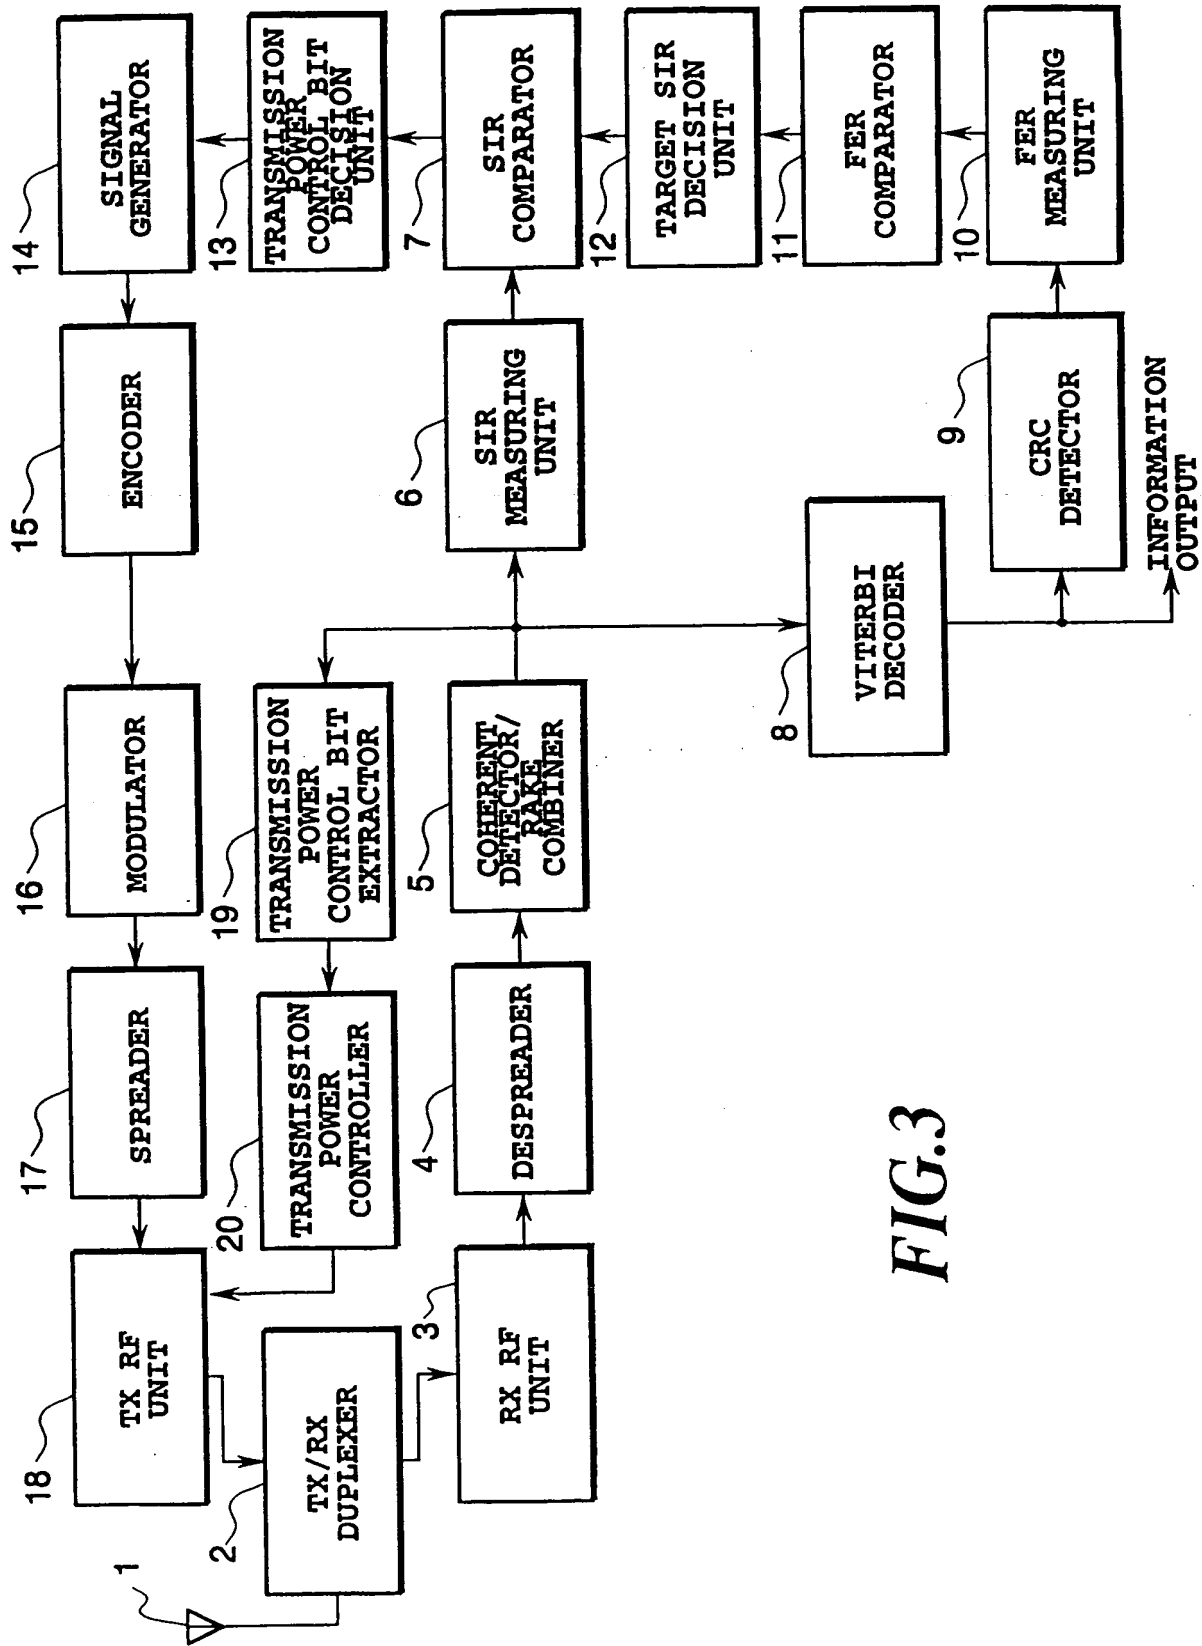 1
TX/RX
DUPLEXER
2
TX RF
UNIT
18
SPREADER
17
MODULATOR
16
ENCODER
15
SIGNAL
GENERATOR
14
TRANSMISSION
POWER
CONTROLLER
20
TRANSMISSION
POWER
CONTROL BIT
EXTRACTOR
19
TRANSMISSION
POWER
CONTROL BIT
DECISION
UNIT
13
RX RF
UNIT
3
DESPREADER
4
COHERENT
DETECTOR/
RAKE
COMBINER
5
SIR
MEASURING
UNIT
6
SIR
COMPARATOR
7
TARGET SIR
DECISION
UNIT
12
VITERBI
DECODER
8
FER
COMPARATOR
11
CRC
DETECTOR
9
FER
MEASURING
UNIT
10
INFORMATION
OUTPUT
FIG.3